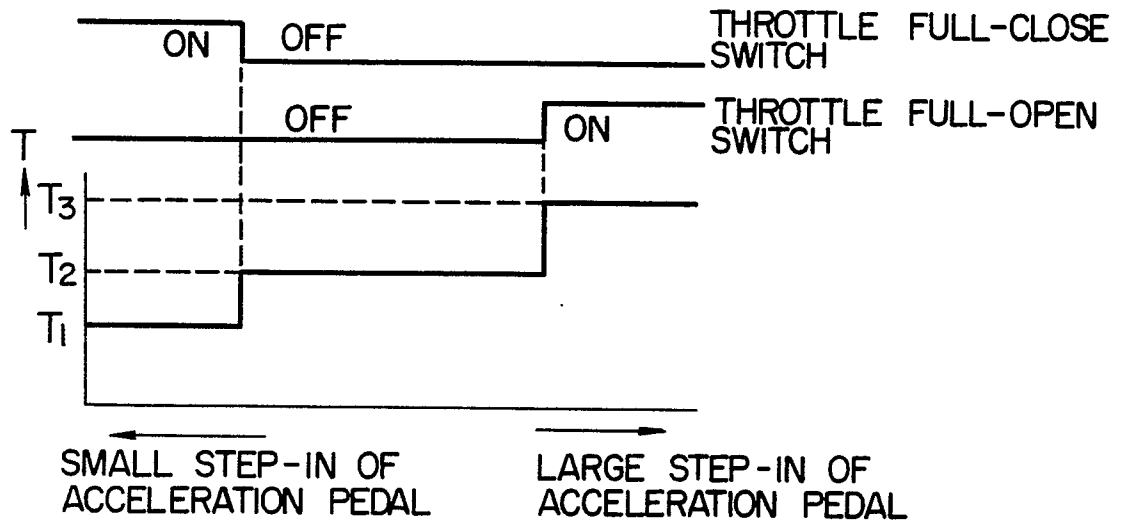 ON
OFF
THROTTLE FULL-CLOSE
SWITCH
OFF
ON
THROTTLE FULL-OPEN
SWITCH
T
T3
T2
T1
SMALL STEP-IN OF
ACCELERATION PEDAL
LARGE STEP-IN OF
ACCELERATION PEDAL